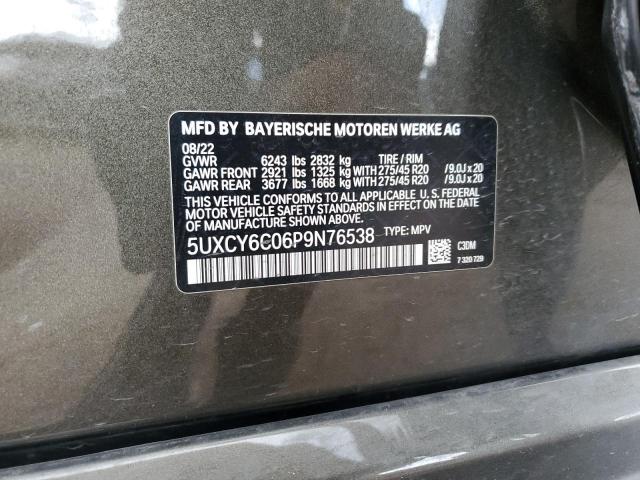 MFD BY BAYERISCHE MOTOREN WERKE AG
08/22
GVWR 6243 lbs 2832 kg TIRE / RIM
GAWR FRONT 2921 lbs 1325 kg WITH 275/45 R20 /9.0J x 20
GAWR REAR 3677 lbs 1668 kg WITH 275/45 R20 /9.0J x 20
THIS VEHICLE CONFORMS TO ALL APPLICABLE U. S. FEDERAL
MOTOR VEHICLE SAFETY STANDARDS IN EFFECT ON THE DATE
OF MANUFACTURE SHOWN ABOVE.
5UXCY6C06P9N76538 TYPE: MPV
C3DM
7 320 729